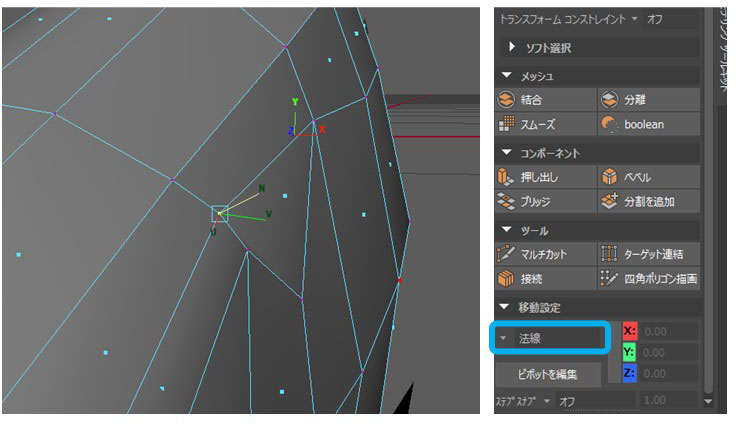 Y
Z X
N
V
U
トランスフォーム コンストレイント オフ
ソフト選択
メッシュ
結合 分離
スムーズ boolean
コンポーネント
押し出し ベベル
ブリッジ 分割を追加
ツール
マルチカット ターゲット連結
接続 四角ポリゴン描画
移動設定
法線 X: 0.00
Y: 0.00
ピボットを編集 Z: 0.00
ステプスナプ オフ 1.00